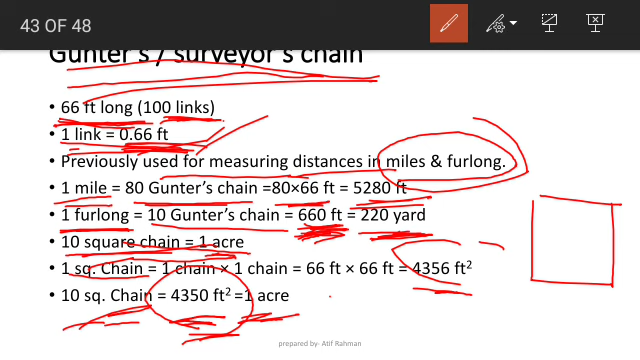 43 OF 48
Gunter's / surveyor's chain
• 66 ft long (100 links)
• 1 link = 0.66 ft
• Previously used for measuring distances in miles & furlong.
• 1 mile = 80 Gunter's chain =80×66 ft = 5280 ft
• 1 furlong = 10 Gunter's chain = 660 ft = 220 yard
• 10 square chain = 1 acre
• 1 sq. Chain = 1 chain × 1 chain = 66 ft × 66 ft = 4356 ft²
• 10 sq. Chain = 4350 ft² =1 acre
prepared by- Atif Rahman